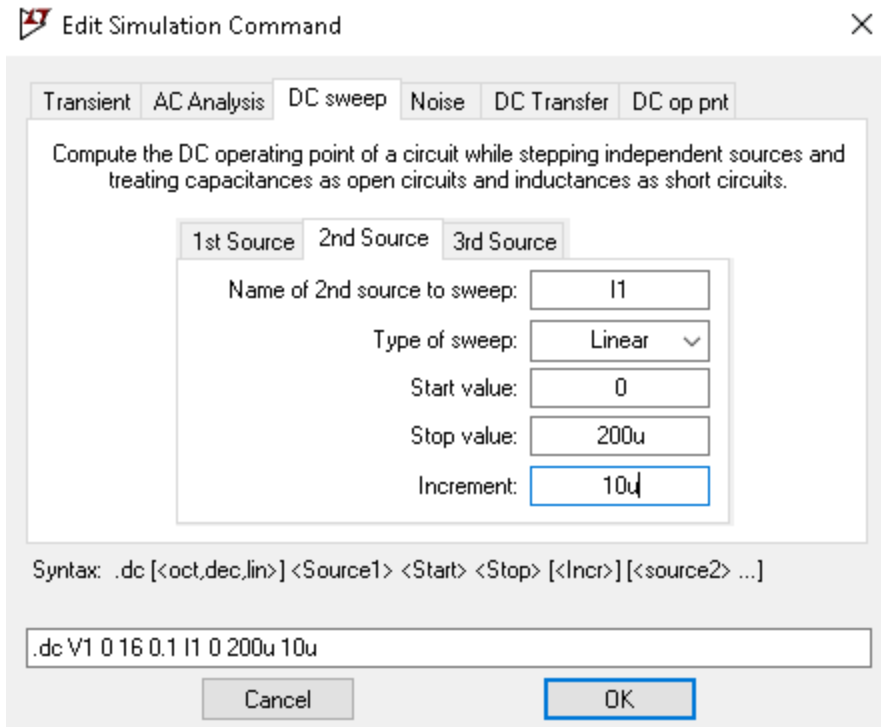 Edit Simulation Command
Transient AC Analysis DC sweep Noise DC Transfer DC op pnt
Compute the DC operating point of a circuit while stepping independent sources and
treating capacitances as open circuits and inductances as short circuits.
1st Source 2nd Source 3rd Source
Name of 2nd source to sweep: I1
Type of sweep: Linear
Start value: 0
Stop value: 200u
Increment: 10u
Syntax: .dc [<oct,dec,lin>] <Source1> <Start> <Stop> [<Incr>] [<source2> ...]
.dc V1 0 16 0.1 I1 0 200u 10u
Cancel OK